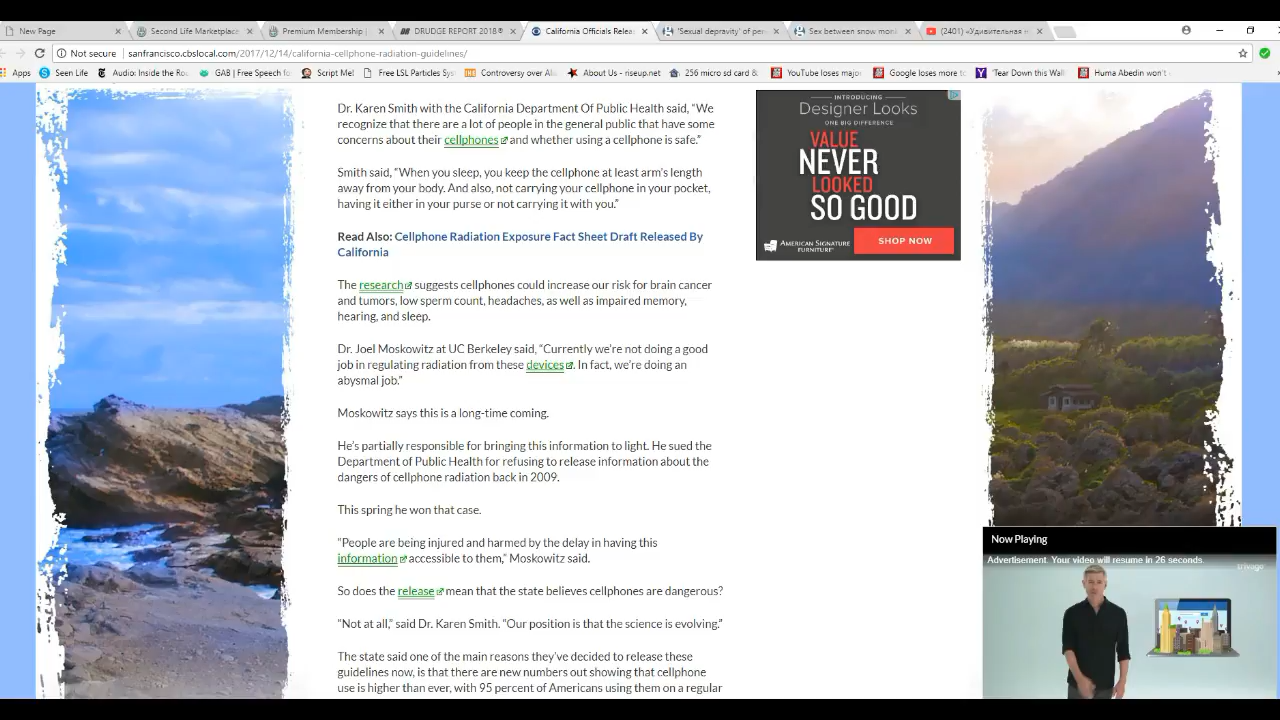 New Page
Second Life Marketplace
Premium Membership |
DRUDGE REPORT 2018®
California Officials Relea
'Sexual depravity' of pen
Sex between snow monk
(2401) «Удивительная н
Not secure | sanfrancisco.cbslocal.com/2017/12/14/california-cellphone-radiation-guidelines/
Apps
Seen Life
Audio: Inside the Rou
GAB | Free Speech fo
Script Me!
Free LSL Particles Sys
Controversy over Ali
About Us - riseup.net
256 micro sd card &
YouTube loses major
Google loses more to
'Tear Down this Wall
Huma Abedin won't
Dr. Karen Smith with the California Department Of Public Health said, “We
recognize that there are a lot of people in the general public that have some
concerns about their cellphones and whether using a cellphone is safe.”
Smith said, “When you sleep, you keep the cellphone at least arm’s length
away from your body. And also, not carrying your cellphone in your pocket,
having it either in your purse or not carrying it with you.”
Read Also: Cellphone Radiation Exposure Fact Sheet Draft Released By
California
The research suggests cellphones could increase our risk for brain cancer
and tumors, low sperm count, headaches, as well as impaired memory,
hearing, and sleep.
Dr. Joel Moskowitz at UC Berkeley said, “Currently we’re not doing a good
job in regulating radiation from these devices. In fact, we’re doing an
abysmal job.”
Moskowitz says this is a long-time coming.
He’s partially responsible for bringing this information to light. He sued the
Department of Public Health for refusing to release information about the
dangers of cellphone radiation back in 2009.
This spring he won that case.
“People are being injured and harmed by the delay in having this
information accessible to them,” Moskowitz said.
So does the release mean that the state believes cellphones are dangerous?
“Not at all,” said Dr. Karen Smith. “Our position is that the science is evolving.”
The state said one of the main reasons they’ve decided to release these
guidelines now, is that there are new numbers out showing that cellphone
use is higher than ever, with 95 percent of Americans using them on a regular
INTRODUCING
Designer Looks
ONE BIG DIFFERENCE
VALUE
NEVER
LOOKED
SO GOOD
AMERICAN SIGNATURE
FURNITURE
SHOP NOW
Now Playing
Advertisement. Your video will resume in 26 seconds.
trivago